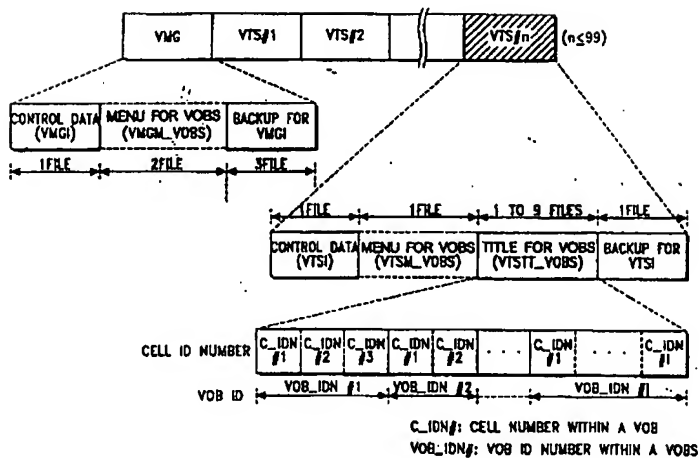 VMG VTS#1 VTS#2 VTS#n (n≤99)
CONTROL DATA (VMGI)
MENU FOR VOBS (VMGM_VOBS)
BACKUP FOR VMGI
1FILE 2FILE 3FILE
1FILE 1FILE 1 TO 9 FILES 1FILE
CONTROL DATA (VTSI)
MENU FOR VOBS (VTSM_VOBS)
TITLE FOR VOBS (VTSTT_VOBS)
BACKUP FOR VTSI
CELL ID NUMBER
C_IDN #1
C_IDN #2
C_IDN #3
C_IDN #1
C_IDN #2
. . .
C_IDN #1
. . .
C_IDN #I
VOB ID
VOB_IDN #1 VOB_IDN #2 VOB_IDN #I
C_IDN#: CELL NUMBER WITHIN A VOB
VOB_IDN#: VOB ID NUMBER WITHIN A VOBS